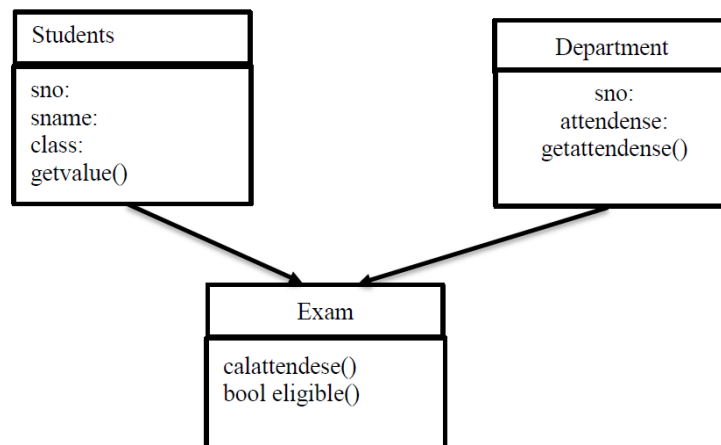 Students
sno:
sname:
class:
getvalue()
Department
sno:
attendense:
getattendense()
Exam
calattendese()
bool eligible()